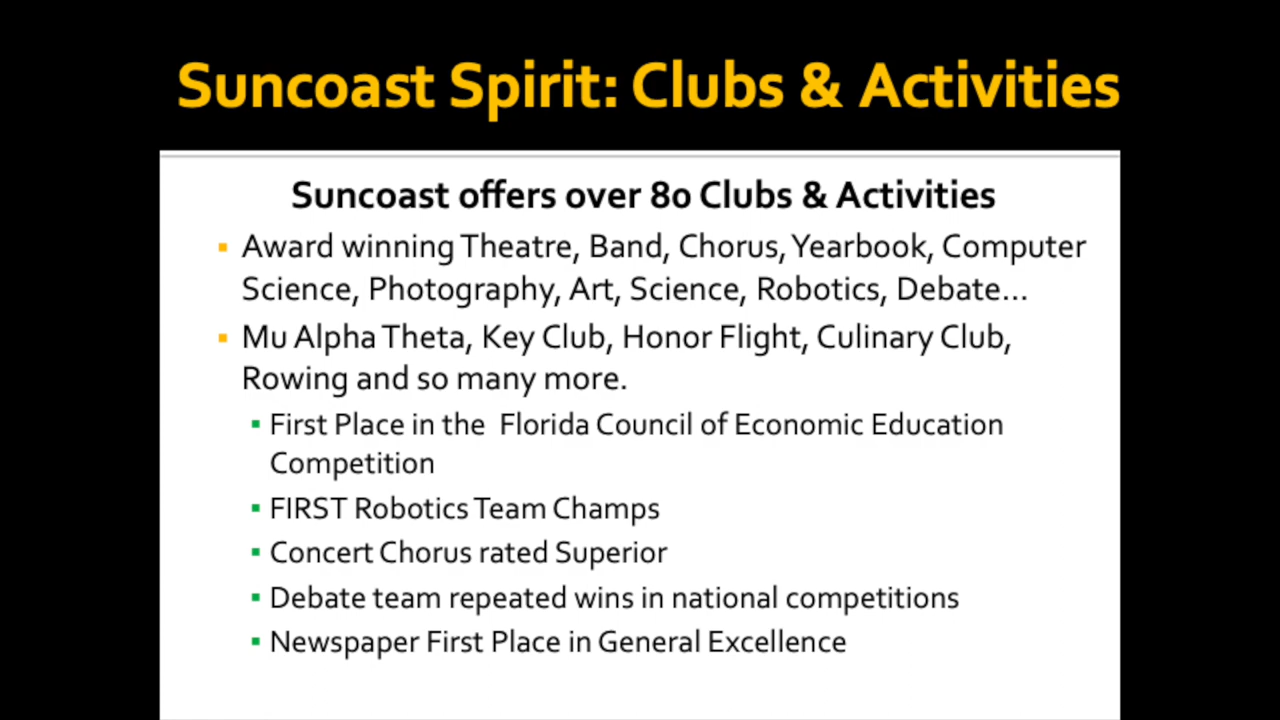 Suncoast Spirit: Clubs & Activities
Suncoast offers over 80 Clubs & Activities
▪ Award winning Theatre, Band, Chorus, Yearbook, Computer
Science, Photography, Art, Science, Robotics, Debate...
▪ Mu Alpha Theta, Key Club, Honor Flight, Culinary Club,
Rowing and so many more.
▪ First Place in the  Florida Council of Economic Education
Competition
▪ FIRST Robotics Team Champs
▪ Concert Chorus rated Superior
▪ Debate team repeated wins in national competitions
▪ Newspaper First Place in General Excellence